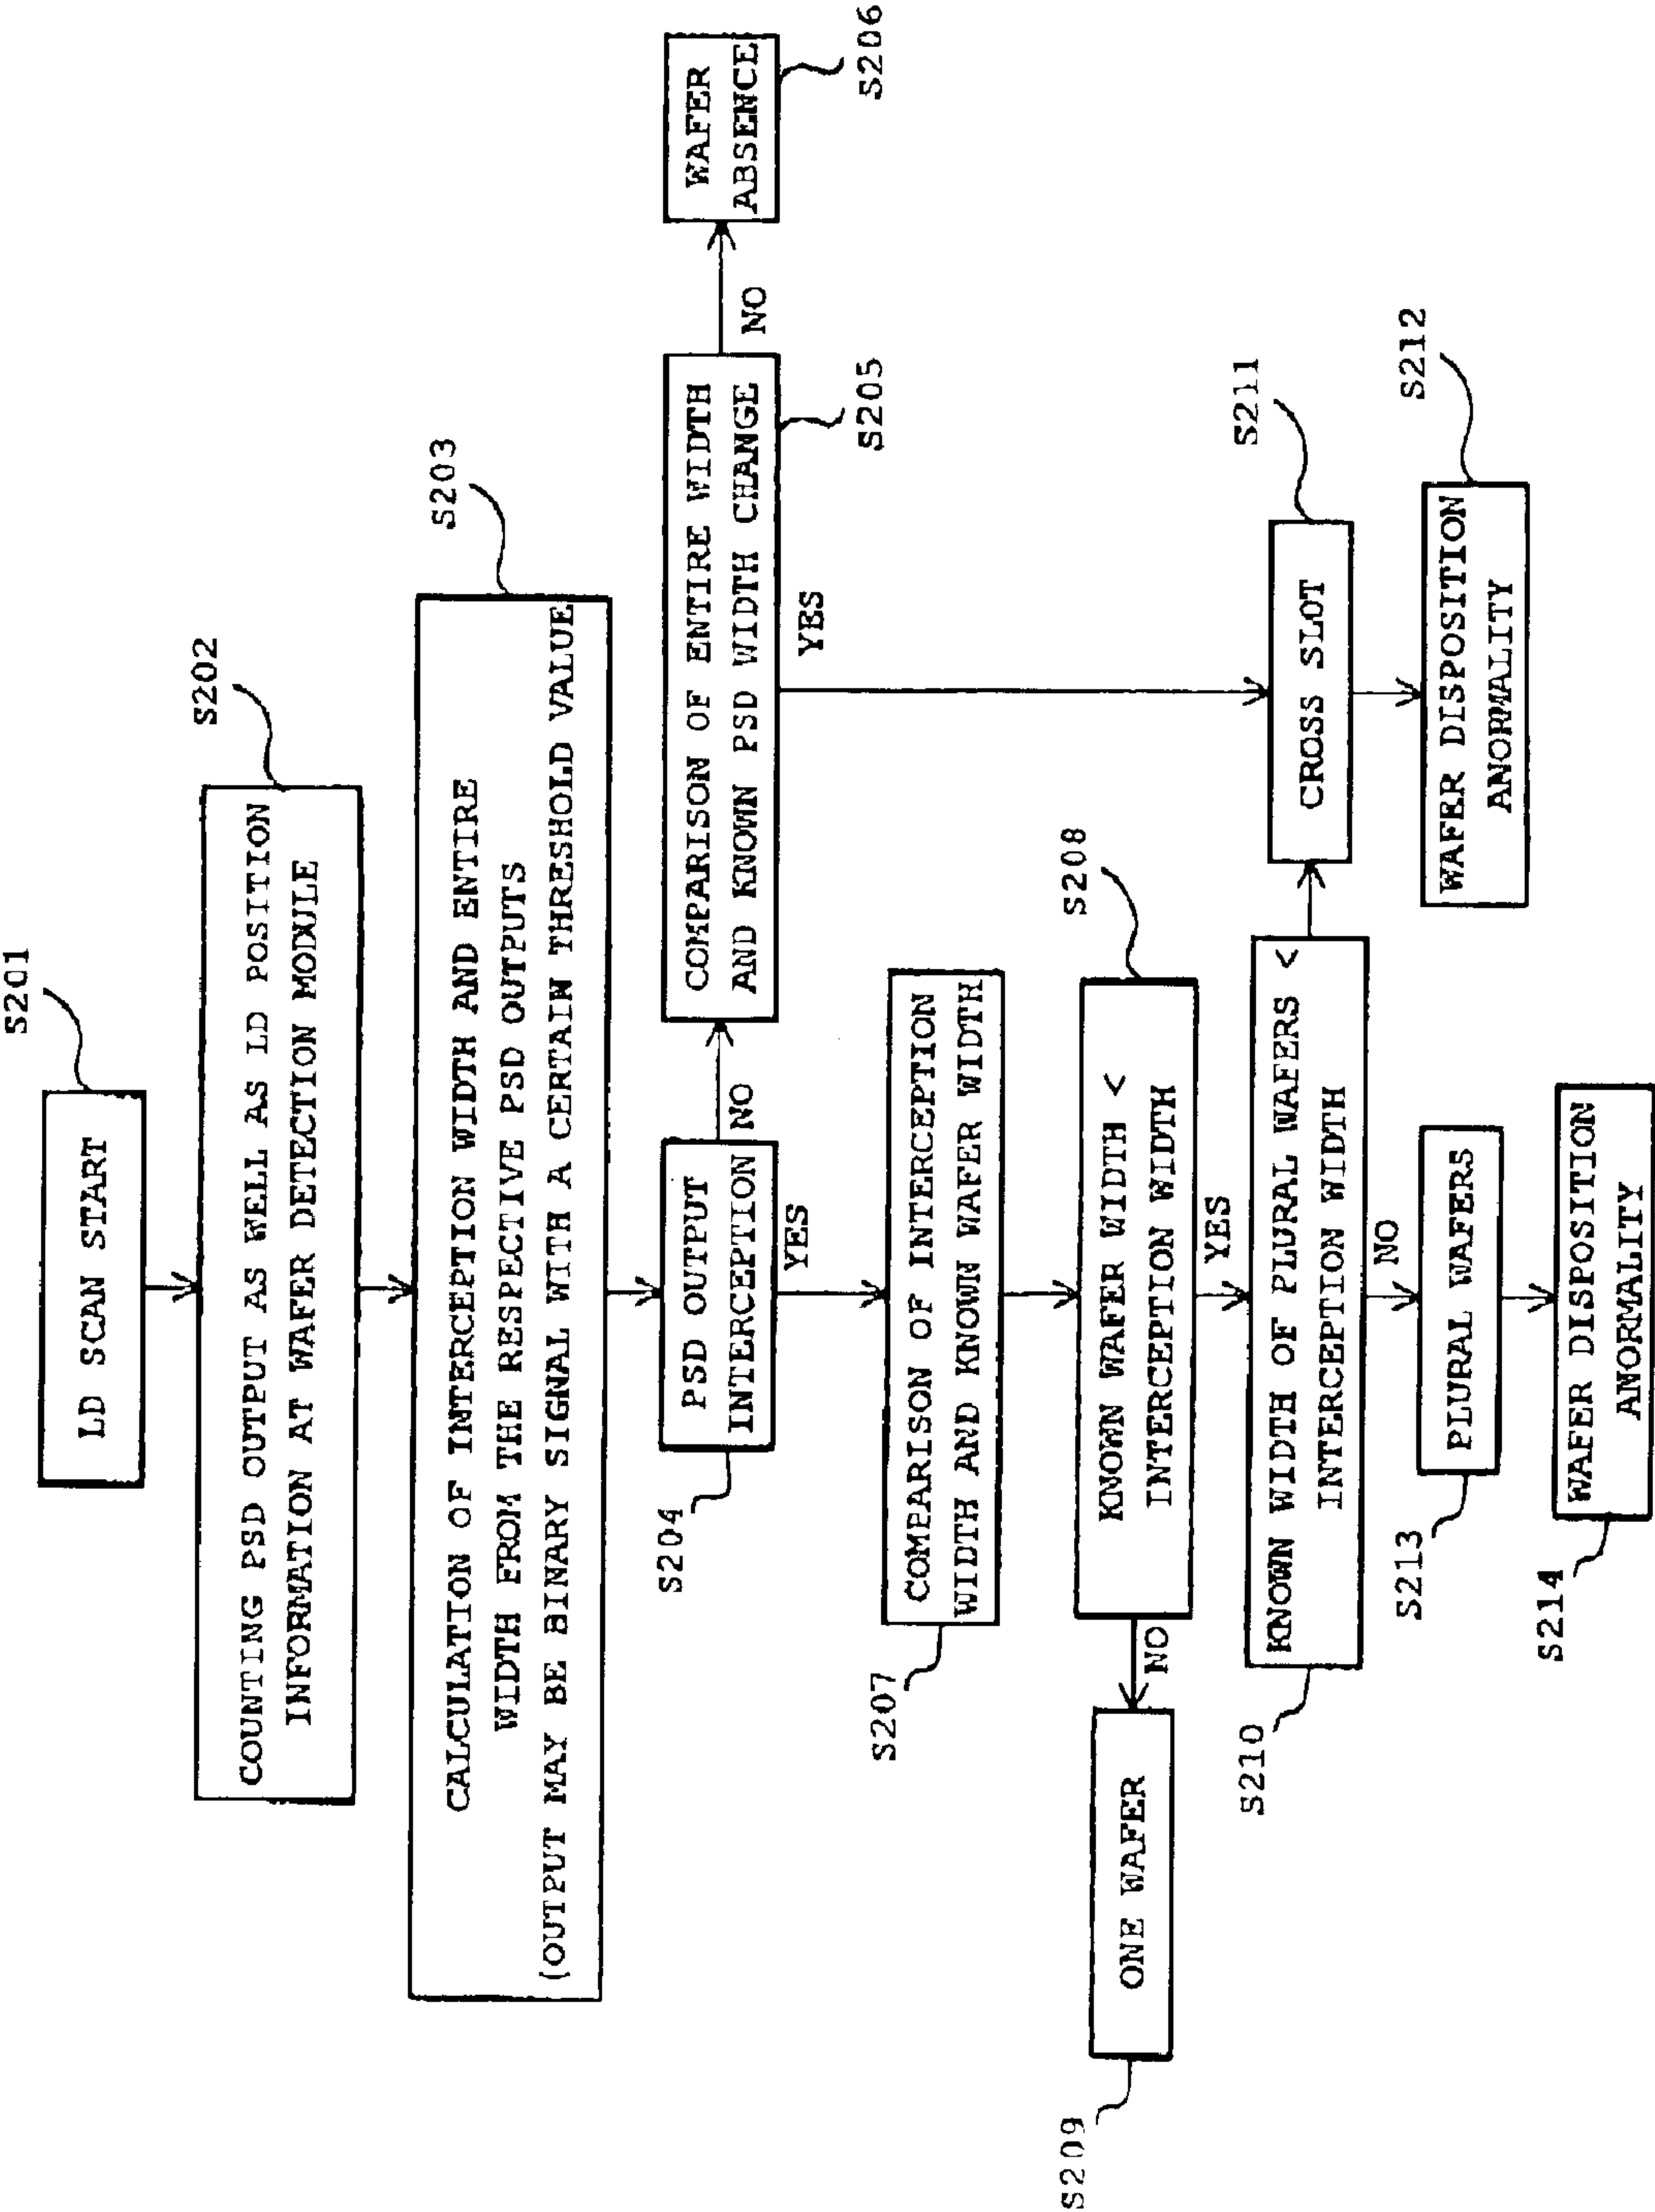 S201
LD SCAN START
S202
COUNTING PSD OUTPUT AS WELL AS LD POSITION
INFORMATION AT WAFER DETECTION MODULE
S203
CALCULATION OF INTERCEPTION WIDTH AND ENTIRE
WIDTH FROM THE RESPECTIVE PSD OUTPUTS
(OUTPUT MAY BE BINARY SIGNAL WITH A CERTAIN THRESHOLD VALUE
S204
PSD OUTPUT
INTERCEPTION
NO
YES
COMPARISON OF ENTIRE WIDTH
AND KNOWN PSD WIDTH CHANGE
S205
NO
YES
WAFER
ABSENCE
S206
S207
COMPARISON OF INTERCEPTION
WIDTH AND KNOWN WAFER WIDTH
S208
KNOWN WAFER WIDTH <
INTERCEPTION WIDTH
NO
YES
ONE WAFER
S209
S210
KNOWN WIDTH OF PLURAL WAFERS <
INTERCEPTION WIDTH
NO
S211
CROSS SLOT
S212
WAFER DISPOSITION
ANORMALITY
S213
PLURAL WAFERS
S214
WAFER DISPOSITION
ANORMALITY